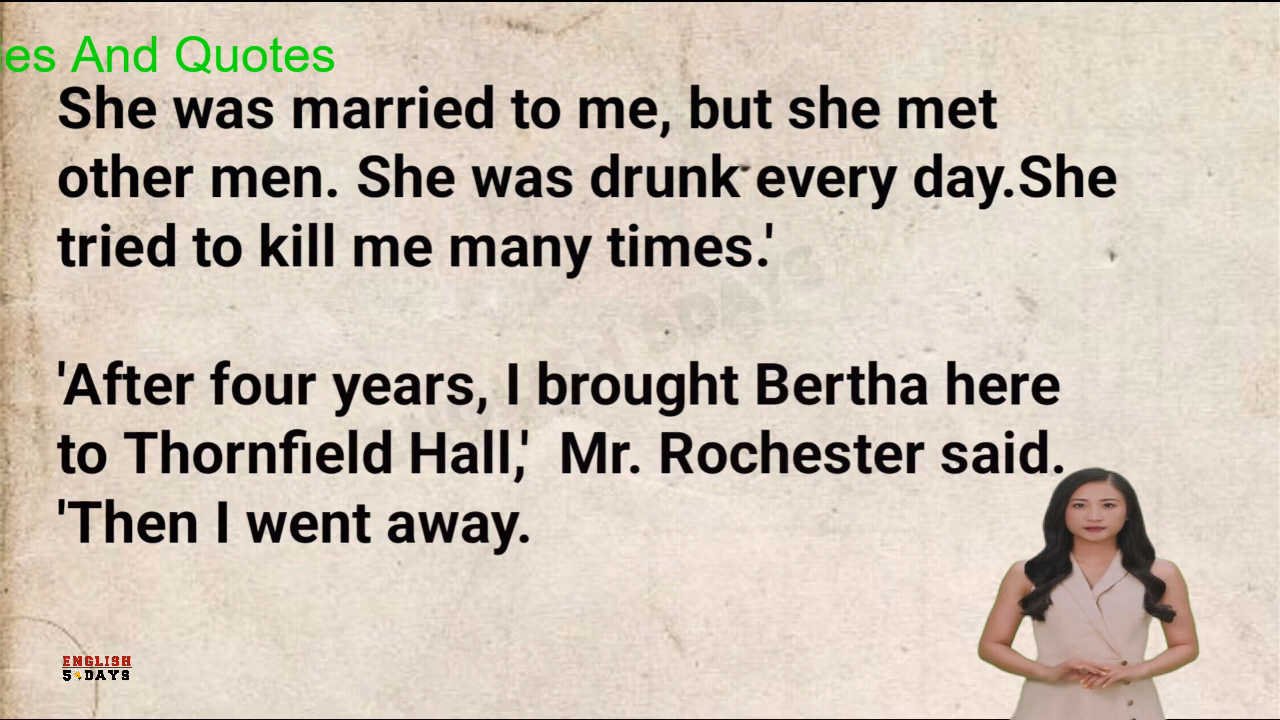 es And Quotes
She was married to me, but she met
other men. She was drunk every day.She
tried to kill me many times.'
'After four years, I brought Bertha here
to Thornfield Hall,' Mr. Rochester said.
'Then I went away.
ENGLISH
5 DAYS